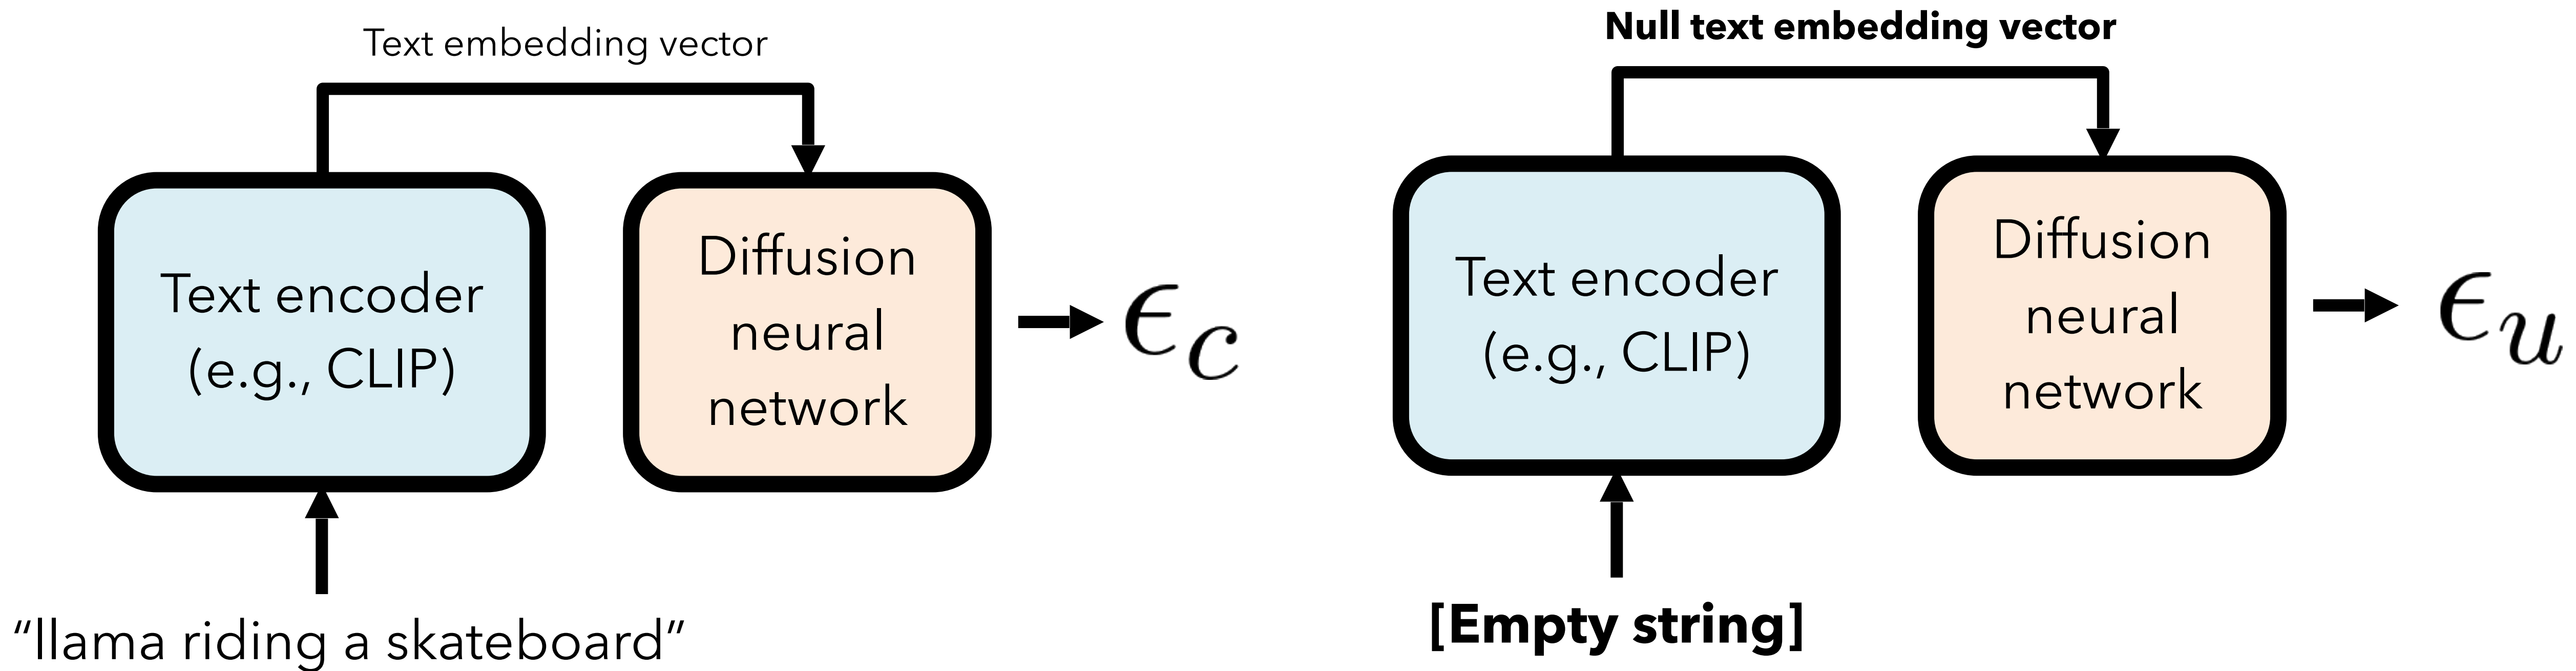 Text embedding vector
Text encoder
(e.g., CLIP)
Diffusion
neural
network
ϵc
“llama riding a skateboard”
Null text embedding vector
Text encoder
(e.g., CLIP)
Diffusion
neural
network
ϵu
[Empty string]